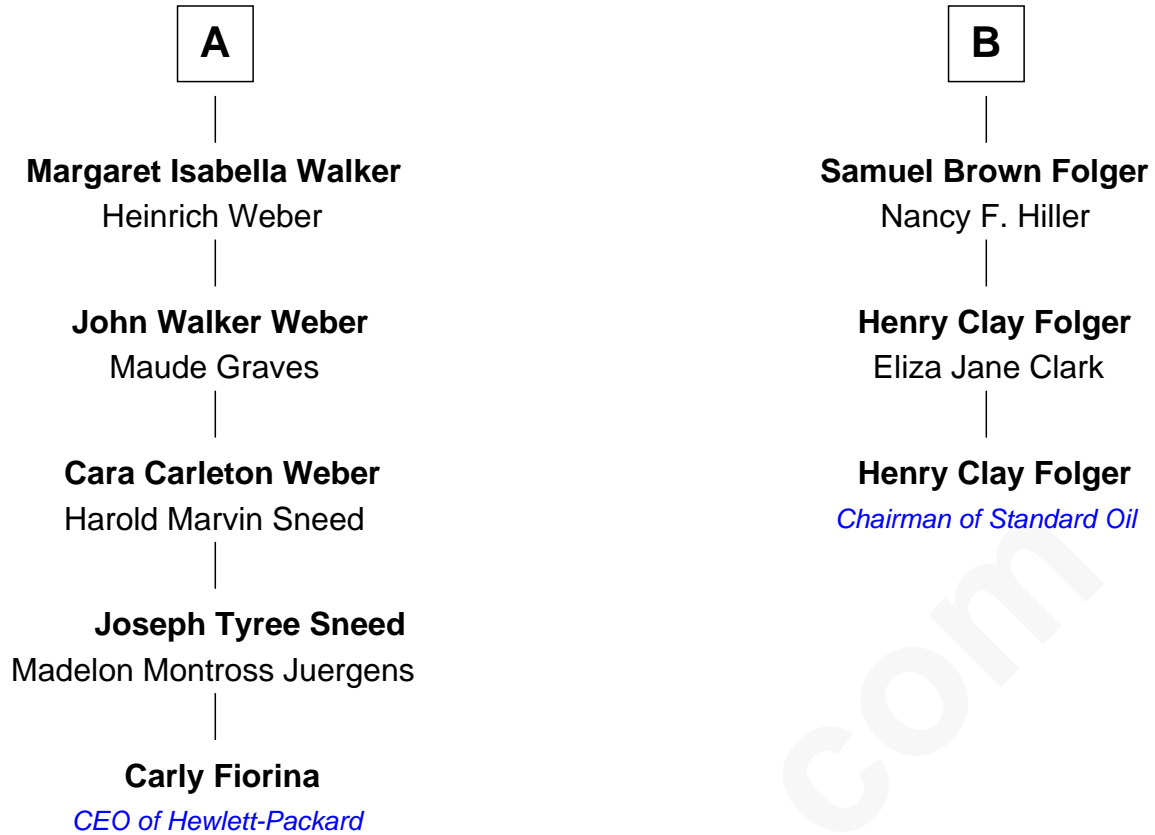 A
Margaret Isabella Walker
Heinrich Weber
John Walker Weber
Maude Graves
Cara Carleton Weber
Harold Marvin Sneed
Joseph Tyree Sneed
Madelon Montross Juergens
Carly Fiorina
CEO of Hewlett-Packard
B
Samuel Brown Folger
Nancy F. Hiller
Henry Clay Folger
Eliza Jane Clark
Henry Clay Folger
Chairman of Standard Oil
com